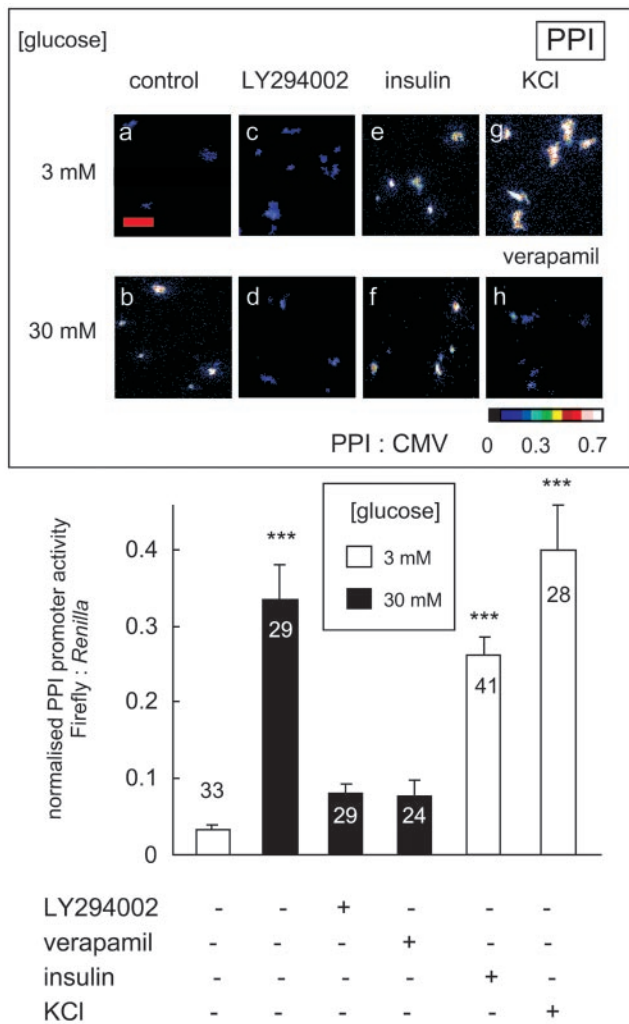 [glucose] PPI
control LY294002 insulin KCl
a c e g
3 mM
verapamil
b d f h
30 mM
PPI : CMV 0 0.3 0.7
normalised PPI promoter activity
Firefly : Renilla
0.4
0.3
0.2
0.1
0
[glucose]
3 mM
30 mM
33
***
29
29
24
***
41
***
28
LY294002 - - + - - -
verapamil - - - + - -
insulin - - - - + -
KCl - - - - - +